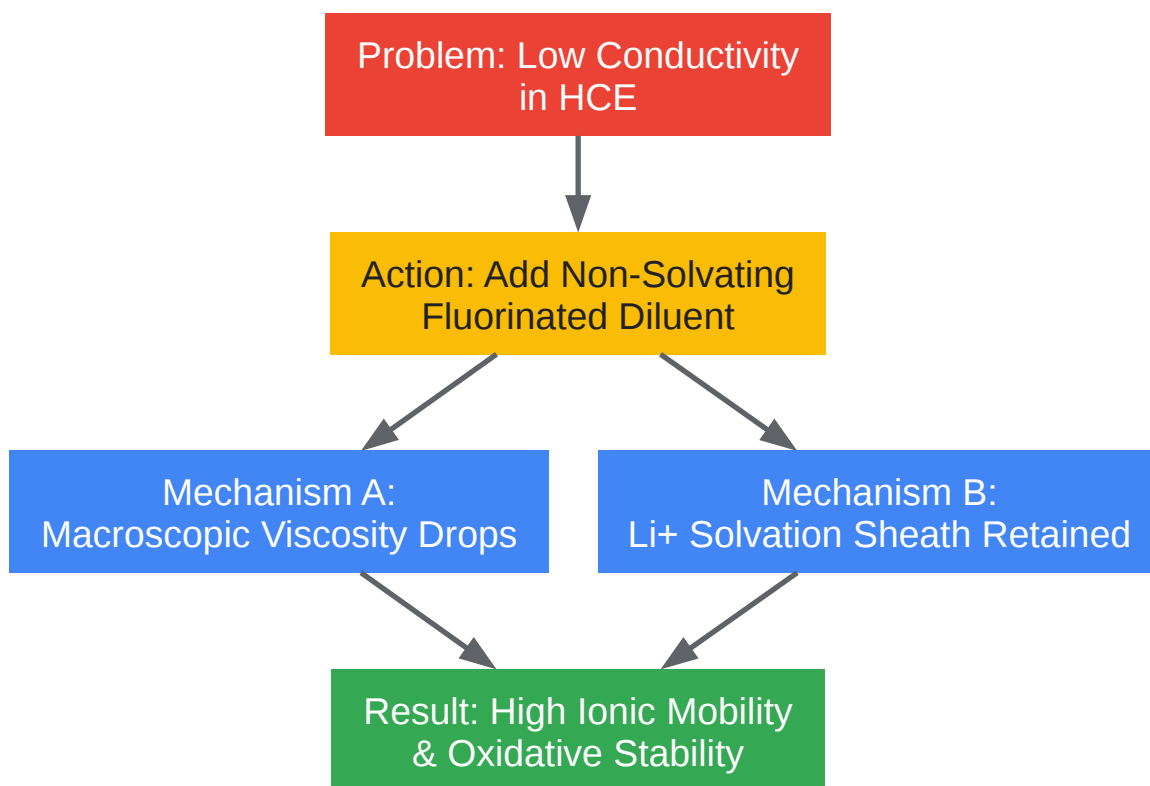 Problem: Low Conductivity
in HCE
Action: Add Non-Solvating
Fluorinated Diluent
Mechanism A:
Macroscopic Viscosity Drops
Mechanism B:
Li+ Solvation Sheath Retained
Result: High Ionic Mobility
& Oxidative Stability